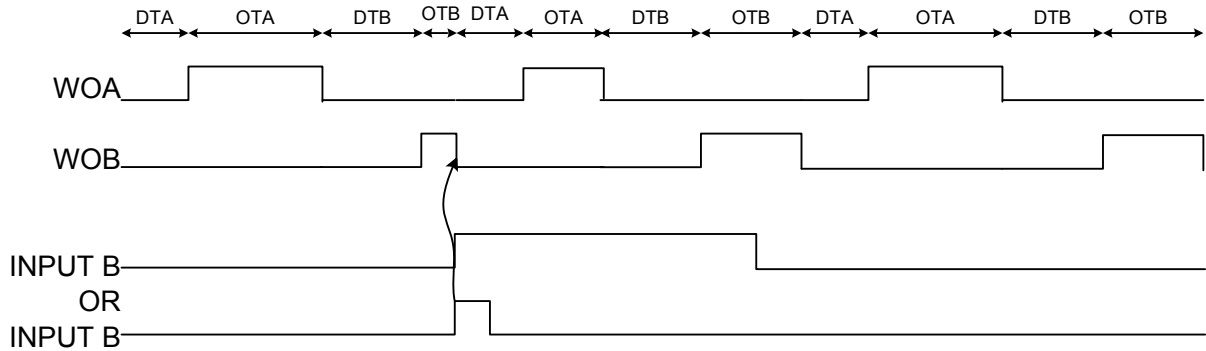 DTA OTA DTB OTB DTA OTA DTB OTB DTA OTA DTB OTB
WOA
WOB
INPUT B
OR
INPUT B